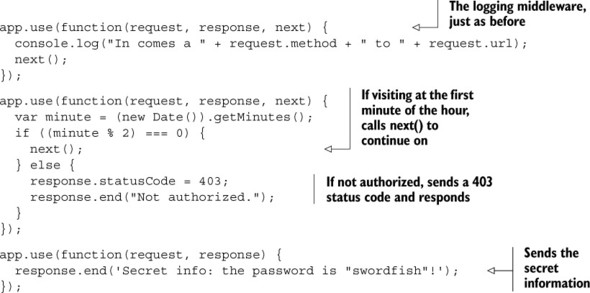 app.use(function(request, response, next) {
  console.log("In comes a " + request.method + " to " + request.url);
  next();
});
The logging middleware,
just as before
app.use(function(request, response, next) {
  var minute = (new Date()).getMinutes();
  if ((minute % 2) === 0) {
    next();
  } else {
    response.statusCode = 403;
    response.end("Not authorized.");
  }
});
If visiting at the first
minute of the hour,
calls next() to
continue on
If not authorized, sends a 403
status code and responds
app.use(function(request, response) {
  response.end('Secret info: the password is "swordfish"!');
});
Sends the
secret
information